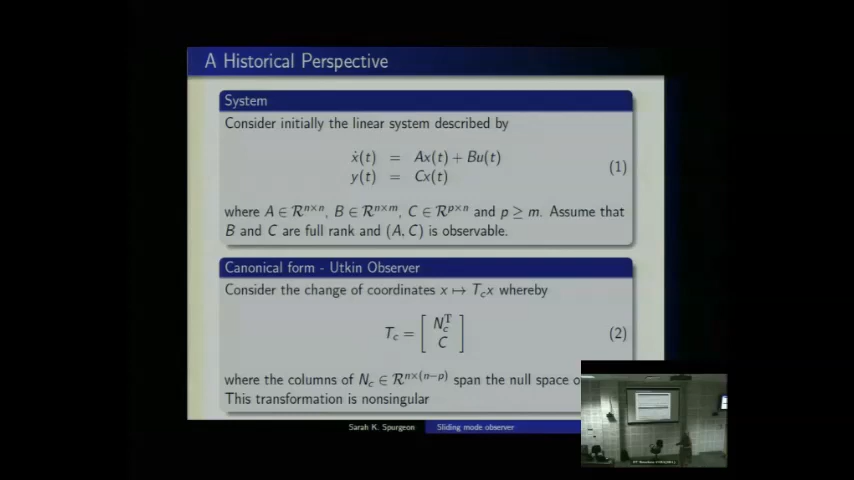 A Historical Perspective
System
Consider initially the linear system described by
ẋ(t) = Ax(t) + Bu(t)
y(t) = Cx(t)
(1)
where A ∈ ℛⁿˣⁿ, B ∈ ℛⁿˣᵐ, C ∈ ℛᵖˣⁿ and p ≥ m. Assume that
B and C are full rank and (A, C) is observable.
Canonical form - Utkin Observer
Consider the change of coordinates x ↦ T_c x whereby
T_c = [ N_c^T
C ]
(2)
where the columns of N_c ∈ ℛ^{n×(n−p)} span the null space
This transformation is nonsingular
Sarah K. Spurgeon
Sliding mode observer